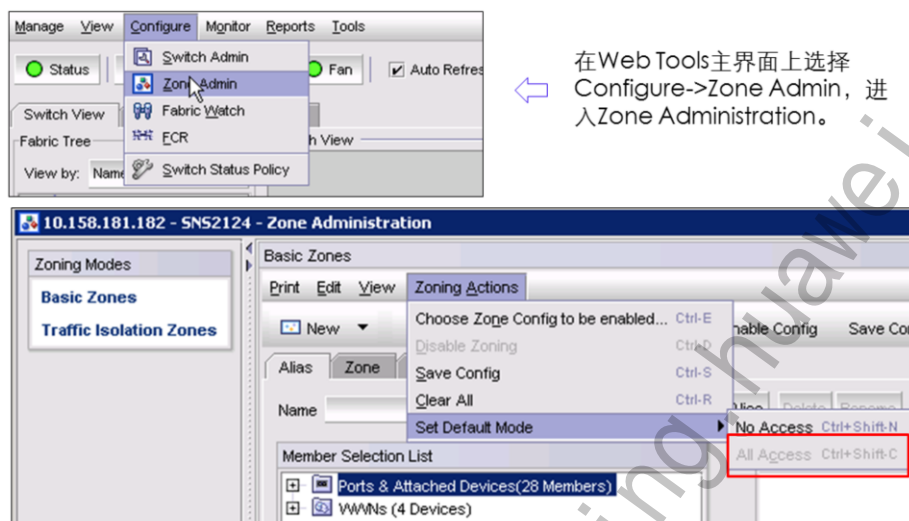 Manage View Configure Monitor Reports Tools
Status
Switch Admin
Zone Admin
Fan
Auto Refres
Fabric Watch
FCR
Switch Status Policy
Switch View
Fabric Tree
h View
View by: Name
在Web Tools主界面上选择
Configure->Zone Admin，进
入Zone Administration。
10.158.181.182 - SNS2124 - Zone Administration
Zoning Modes
Basic Zones
Traffic Isolation Zones
Basic Zones
Print Edit View Zoning Actions
New
Choose Zone Config to be enabled... Ctrl-E
Disable Zoning Ctrl-D
Save Config Ctrl-S
Clear All Ctrl-R
Set Default Mode
nable Config Save Co
Alias Zone
Name
Alias Delete Rename
No Access Ctrl+Shift-N
All Access Ctrl+Shift-C
Member Selection List
Ports & Attached Devices(28 Members)
WWNs (4 Devices)
ing.huawei